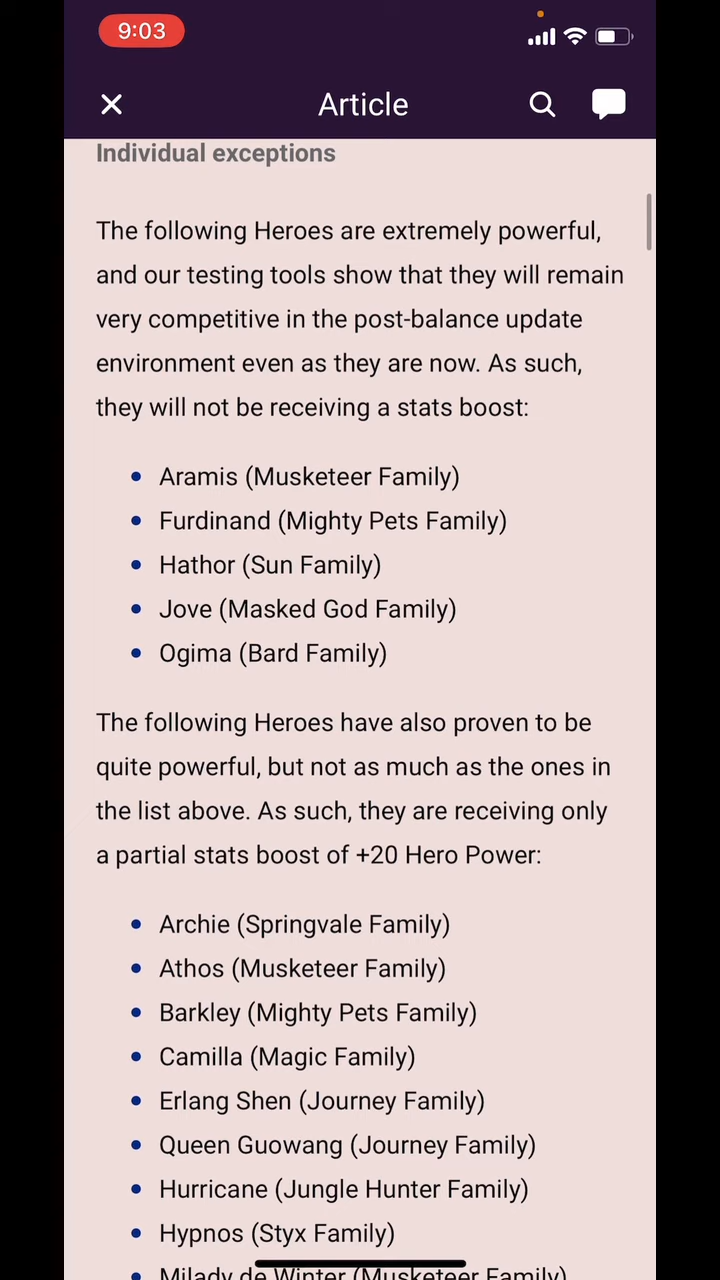 9:03
Article
Individual exceptions
The following Heroes are extremely powerful,
and our testing tools show that they will remain
very competitive in the post-balance update
environment even as they are now. As such,
they will not be receiving a stats boost:
Aramis (Musketeer Family)
Furdinand (Mighty Pets Family)
Hathor (Sun Family)
Jove (Masked God Family)
Ogima (Bard Family)
The following Heroes have also proven to be
quite powerful, but not as much as the ones in
the list above. As such, they are receiving only
a partial stats boost of +20 Hero Power:
Archie (Springvale Family)
Athos (Musketeer Family)
Barkley (Mighty Pets Family)
Camilla (Magic Family)
Erlang Shen (Journey Family)
Queen Guowang (Journey Family)
Hurricane (Jungle Hunter Family)
Hypnos (Styx Family)
Milady de Winter (Musketeer Family)